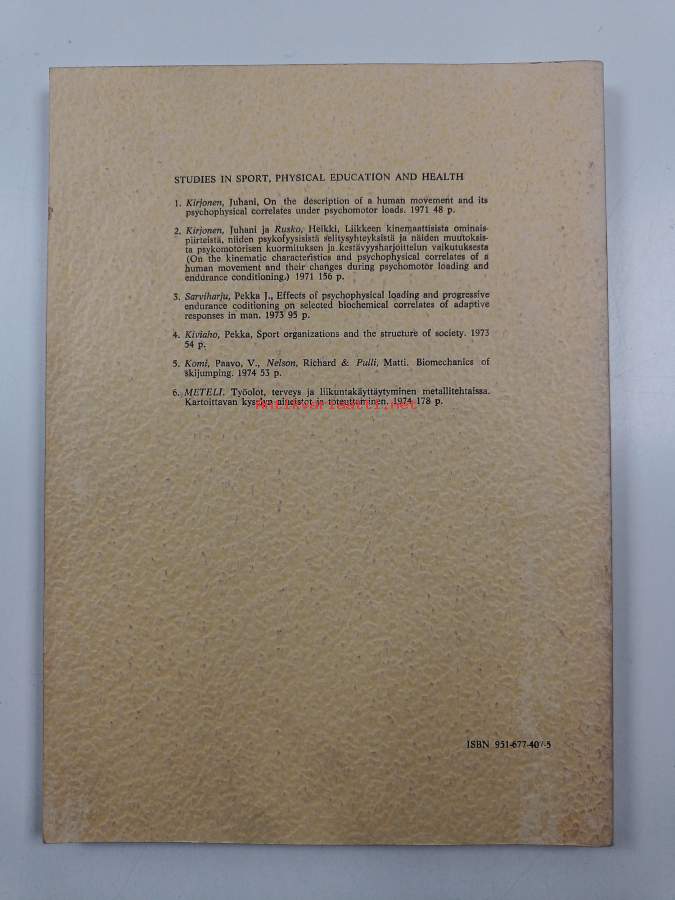 STUDIES IN SPORT, PHYSICAL EDUCATION AND HEALTH
1. Kirjonen, Juhani, On the description of a human movement and its
psychophysical correlates under psychomotor loads. 1971 48 p.
2. Kirjonen, Juhani ja Rusko, Heikki, Liikkeen kinemaattisista ominais-
piirteistä, niiden psykofyysisistä selitysyhteyksistä ja näiden muutoksis-
ta psykomotorisen kuormituksen ja kestävyysharjoittelun vaikutuksesta
(On the kinematic characteristics and psychophysical correlates of a
human movement and their changes during psychomotor loading and
endurance conditioning.) 1971 156 p.
3. Sarviharju, Pekka J., Effects of psychophysical loading and progressive
endurance coditioning on selected biochemical correlates of adaptive
responses in man. 1973 95 p.
4. Kiviaho, Pekka, Sport organizations and the structure of society. 1973
54 p.
5. Komi, Paavo, V., Nelson, Richard & Pulli, Matti. Biomechanics of
skijumping. 1974 53 p.
6. METELI. Työolot, terveys ja liikuntakäyttäytyminen metallitehtaissa.
Kartoittavan kyselyn aineistot ja toteuttaminen. 1974 178 p.
Antikvariaatti.net
ISBN 951-677-407-5